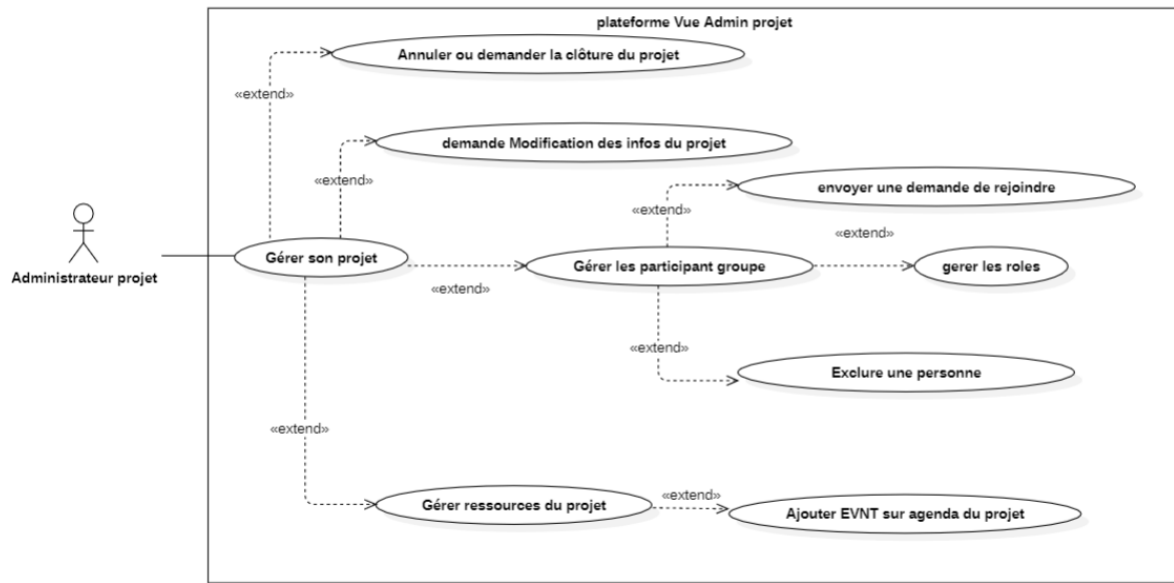 plateforme Vue Admin projet
Annuler ou demander la clôture du projet
«extend»
demande Modification des infos du projet
«extend»
envoyer une demande de rejoindre
«extend»
«extend»
Administrateur projet
Gérer son projet
«extend»
Gérer les participant groupe
gerer les roles
«extend»
Exclure une personne
«extend»
Gérer ressources du projet
«extend»
Ajouter EVNT sur agenda du projet